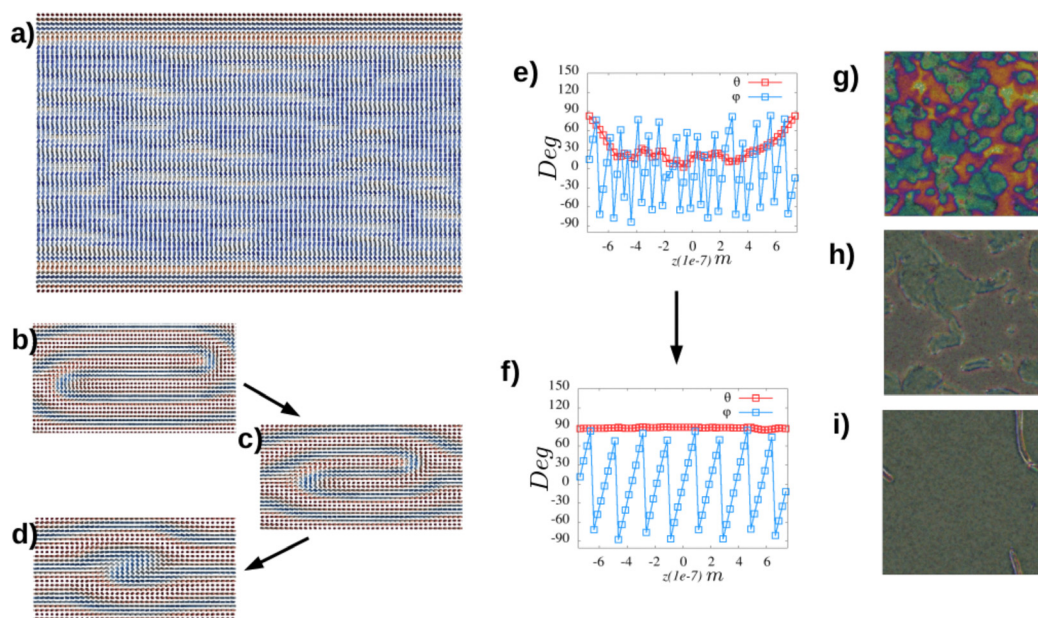 a)
b)
c)
d)
e)
150
120
90
60
30
0
-30
-60
-90
Deg
θ
φ
-6 -4 -2 0 2 4 6
z(1e-7) m
f)
150
120
90
60
30
0
-30
-60
-90
Deg
θ
φ
-6 -4 -2 0 2 4 6
z(1e-7) m
g)
h)
i)